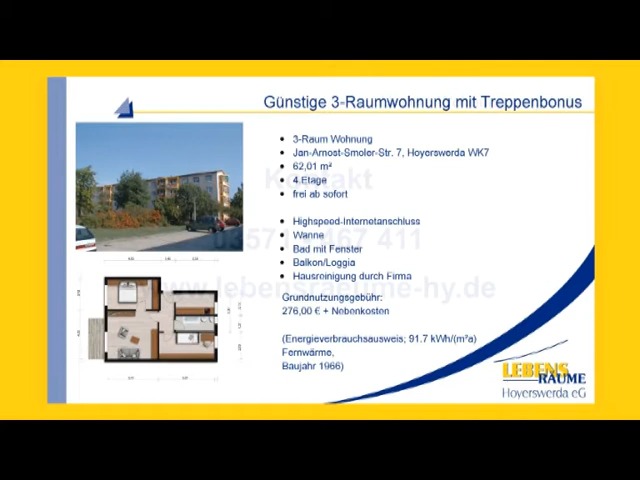 Günstige 3-Raumwohnung mit Treppenbonus
3-Raum Wohnung
Jan-Arnost-Smoler-Str. 7, Hoyerswerda WK7
62,01 m²
4.Etage
frei ab sofort
Kontakt
Highspeed-Internetanschluss
Wanne
467 411
Bad mit Fenster
Balkon/Loggia
Hausreinigung durch Firma
www.lebensraeume-hy.de
Grundnutzungsgebühr:
276,00 € + Nebenkosten
(Energieverbrauchsausweis; 91.7 kWh/(m²a)
Fernwärme,
Baujahr 1966)
LEBENS
RÄUME
Hoyerswerda eG